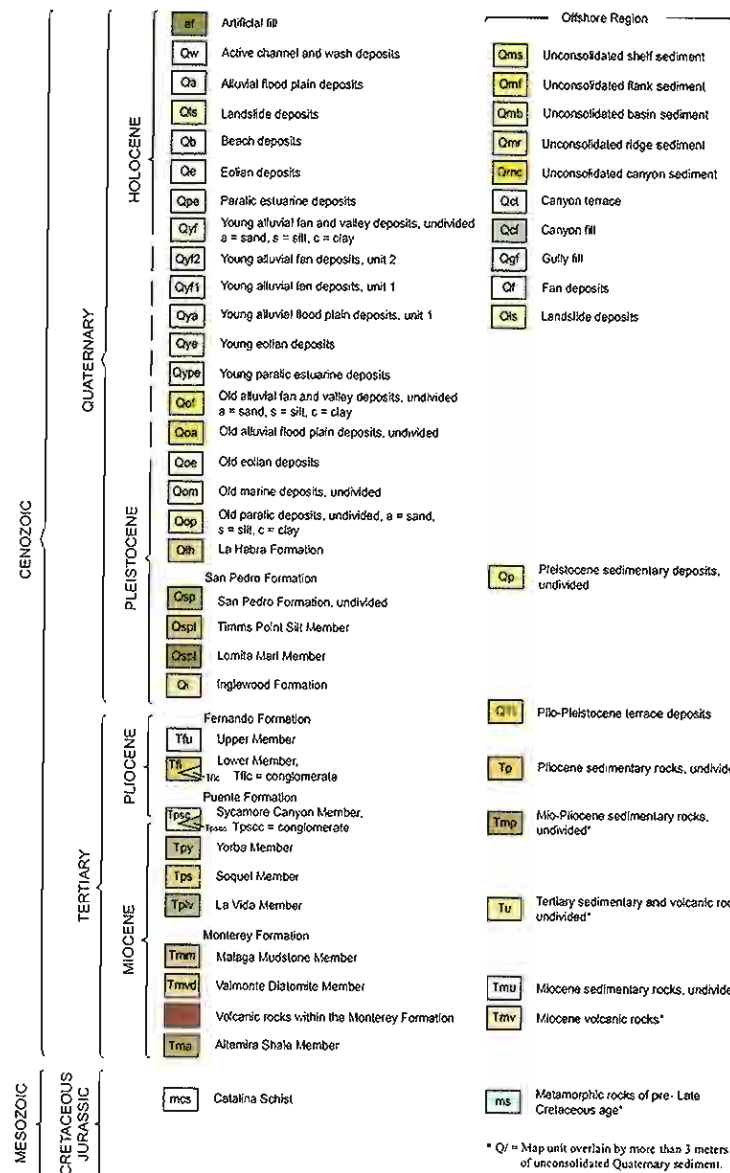 af Artificial fill
Qw Active channel and wash deposits
Qa Alluvial flood plain deposits
Qls Landslide deposits
Qb Beach deposits
Qe Eolian deposits
Qpe Paralic estuarine deposits
Qyf Young alluvial fan and valley deposits, undivided
a = sand, s = silt, c = clay
Qyf2 Young alluvial fan deposits, unit 2
Qyf1 Young alluvial fan deposits, unit 1
Qya Young alluvial flood plain deposits, unit 1
Qye Young eolian deposits
Qype Young paralic estuarine deposits
Qof Old alluvial fan and valley deposits, undivided
a = sand, s = silt, c = clay
Qoa Old alluvial flood plain deposits, undivided
Qoe Old eolian deposits
Qom Old marine deposits, undivided
Qop Old paralic deposits, undivided, a = sand,
s = silt, c = clay
Qlh La Habra Formation
San Pedro Formation
Qsp San Pedro Formation, undivided
Qspt Timms Point Silt Member
Qspl Lomita Marl Member
Qi Inglewood Formation
Fernando Formation
Tfu Upper Member
Tfl Lower Member,
Tflc Tflc = conglomerate
Puente Formation
Tpsc Sycamore Canyon Member,
Tpscc Tpscc = conglomerate
Tpy Yorba Member
Tps Soquel Member
Tplv La Vida Member
Monterey Formation
Tmm Malaga Mudstone Member
Tmvd Valmonte Diatomite Member
Volcanic rocks within the Monterey Formation
Tma Altamira Shale Member
mcs Catalina Schist
HOLOCENE
PLEISTOCENE
PLIOCENE
MIOCENE
QUATERNARY
TERTIARY
CENOZOIC
MESOZOIC
CRETACEOUS
JURASSIC
Offshore Region
Qms Unconsolidated shelf sediment
Qmf Unconsolidated flank sediment
Qmb Unconsolidated basin sediment
Qmr Unconsolidated ridge sediment
Qmc Unconsolidated canyon sediment
Qct Canyon terrace
Qcf Canyon fill
Qgf Gully fill
Qf Fan deposits
Qls Landslide deposits
Qp Pleistocene sedimentary deposits,
undivided
Plio-Pleistocene terrace deposits
Tp Pliocene sedimentary rocks, undivide
Tmp Mio-Pliocene sedimentary rocks,
undivided*
Tu Tertiary sedimentary and volcanic roc
undivided*
Tmu Miocene sedimentary rocks, undivide
Tmv Miocene volcanic rocks*
ms Metamorphic rocks of pre- Late
Cretaceous age*
* Q/ = Map unit overlain by more than 3 meters
of unconsolidated Quaternary sediment.